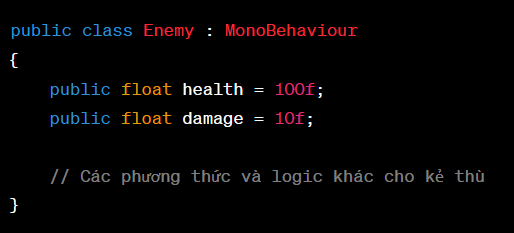 public class Enemy : MonoBehaviour
{
    public float health = 100f;
    public float damage = 10f;

    // Các phương thức và logic khác cho kẻ thù
}